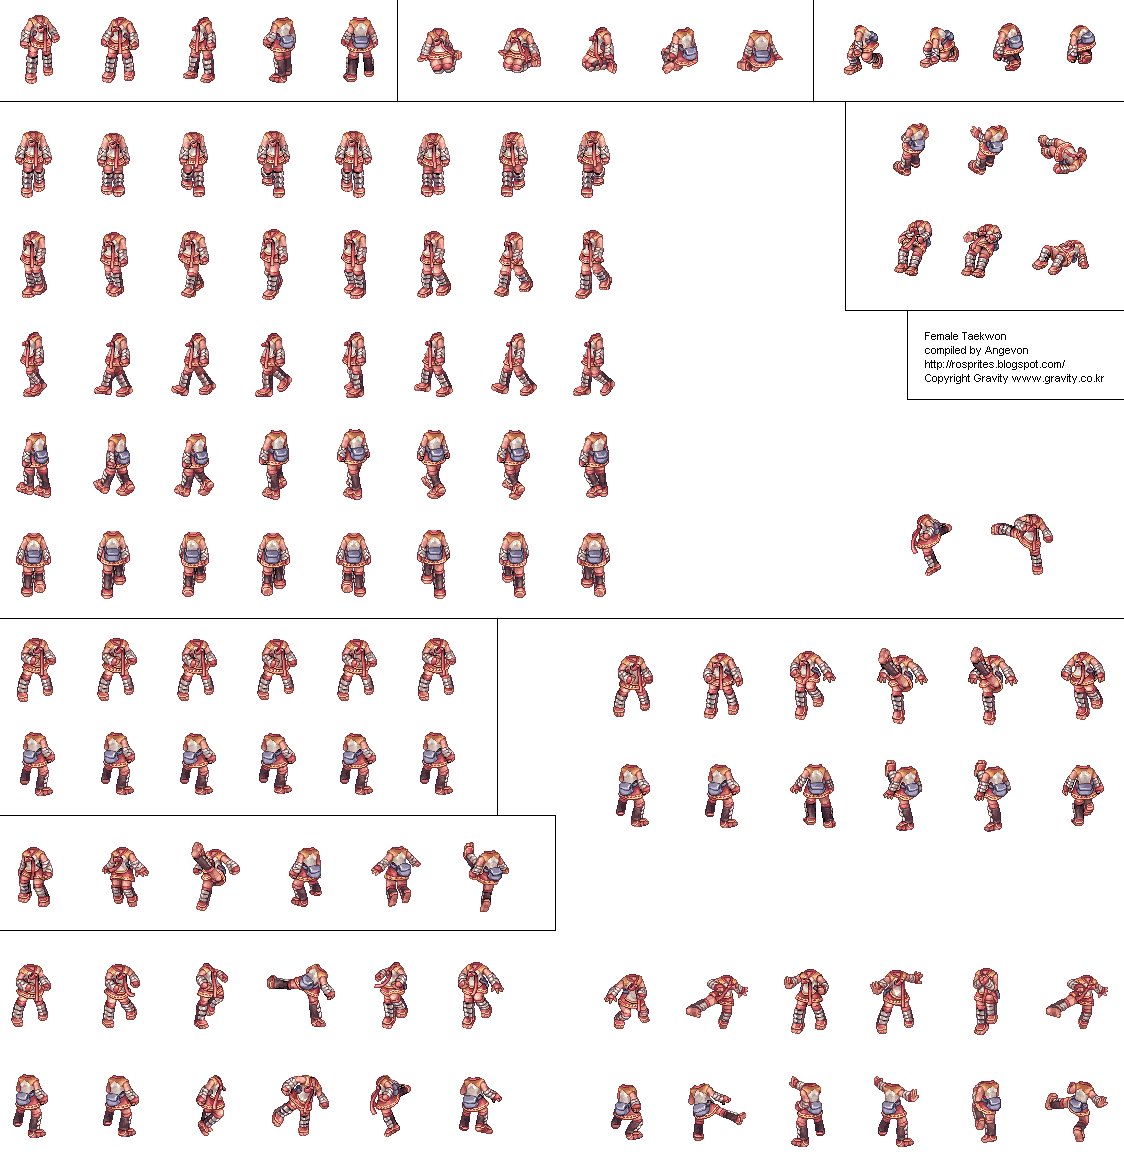 Female Taekwon
compiled by Angevon
http://rosprites.blogspot.com/
Copyright Gravity www.gravity.co.kr